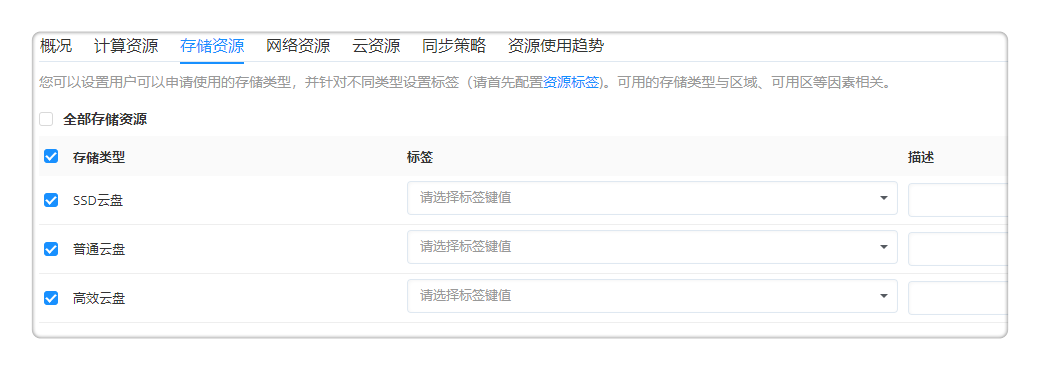 概况 计算资源 存储资源 网络资源 云资源 同步策略 资源使用趋势
您可以设置用户可以申请使用的存储类型，并针对不同类型设置标签（请首先配置资源标签)。可用的存储类型与区域、可用区等因素相关。
全部存储资源
存储类型 标签 描述
SSD云盘 请选择标签键值
普通云盘 请选择标签键值
高效云盘 请选择标签键值